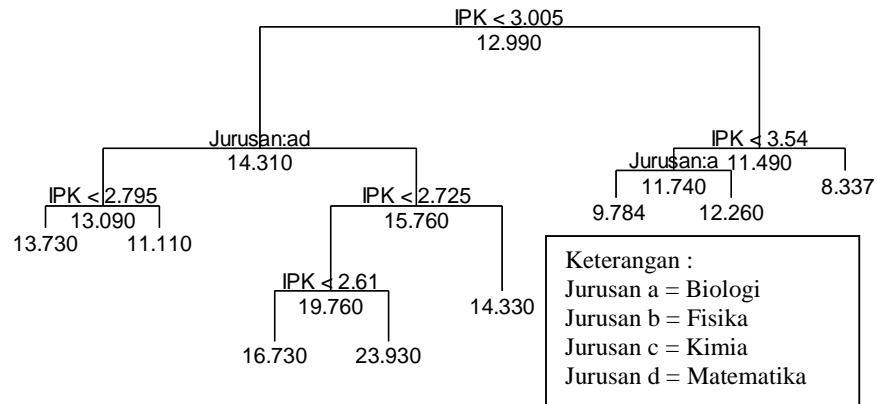 IPK < 3.005
12.990
Jurusan:ad
14.310
IPK < 3.54
11.490
Jurusan:a
11.740
8.337
IPK < 2.795
13.090
IPK < 2.725
15.760
9.784
12.260
13.730
11.110
IPK < 2.61
19.760
14.330
16.730
23.930
Keterangan :
Jurusan a = Biologi
Jurusan b = Fisika
Jurusan c = Kimia
Jurusan d = Matematika